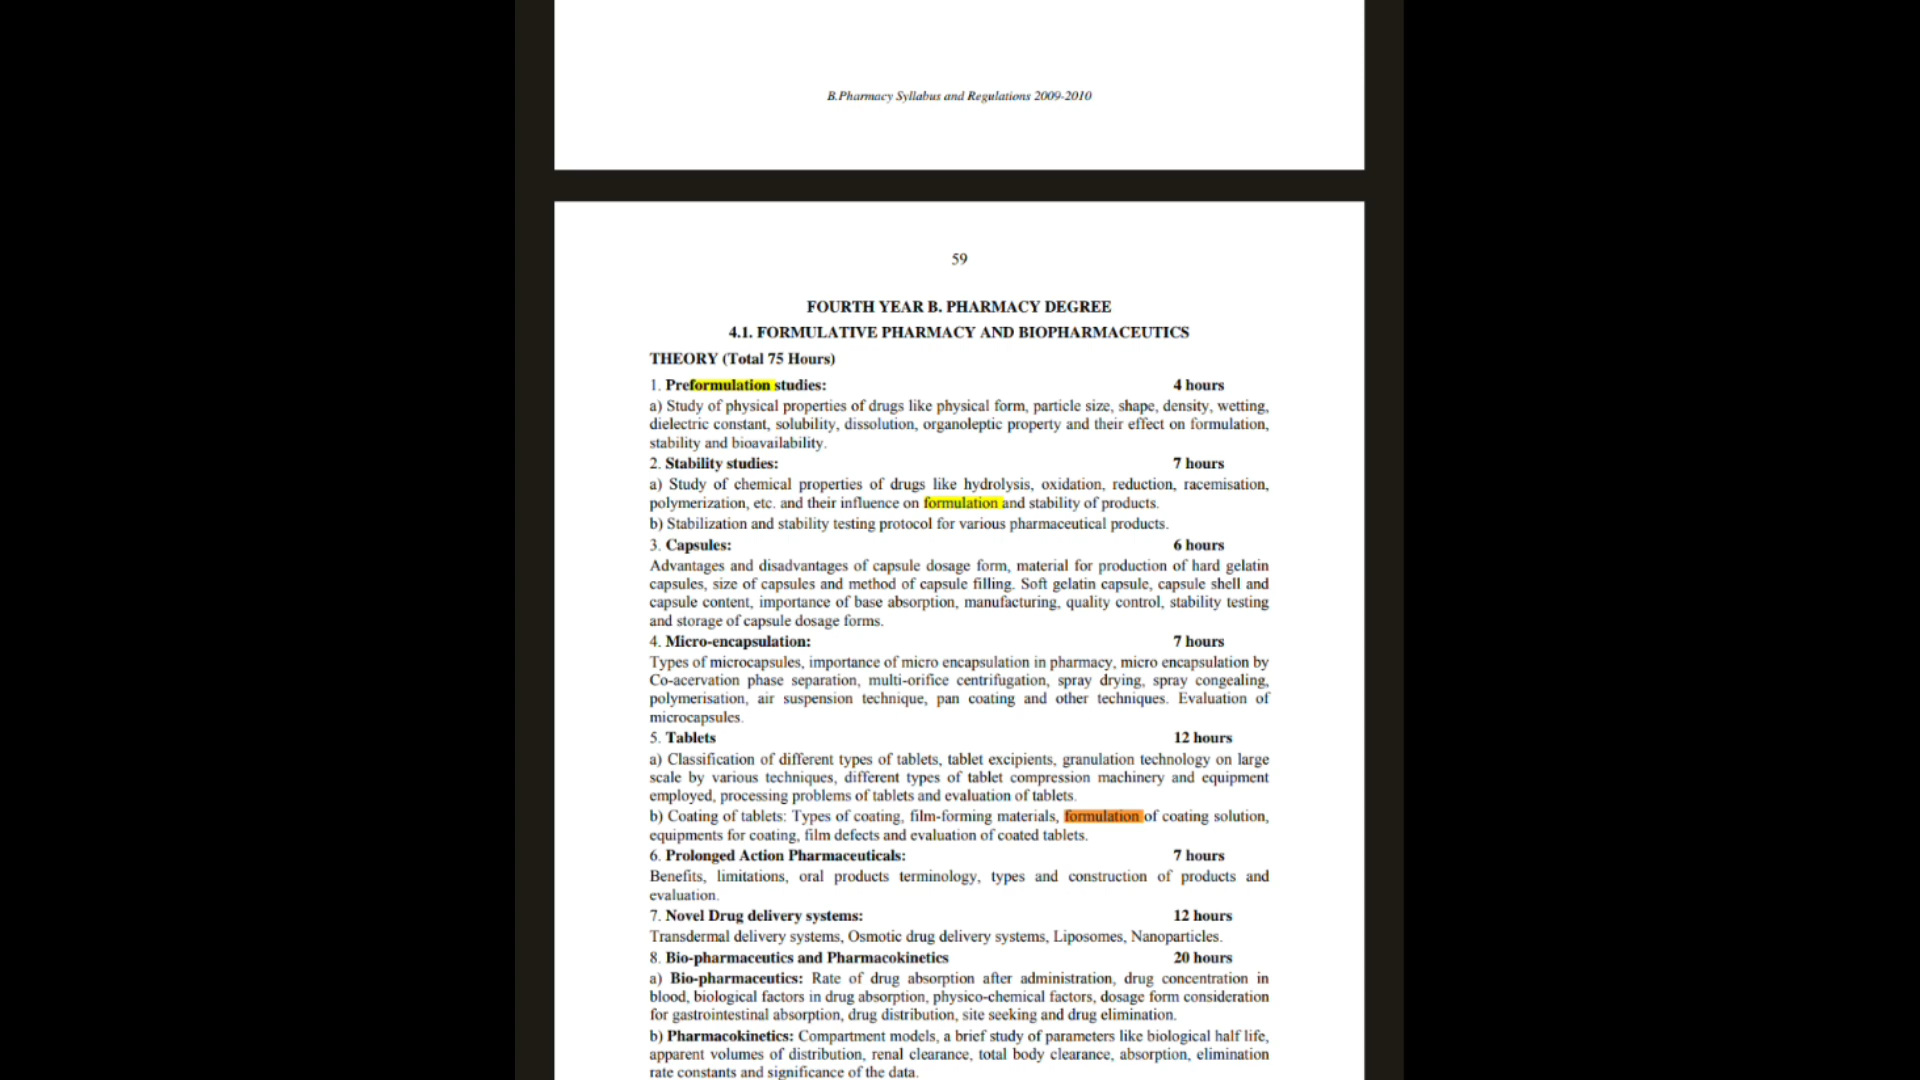 B.Pharmacy Syllabus and Regulations 2009-2010
59
FOURTH YEAR B. PHARMACY DEGREE
4.1. FORMULATIVE PHARMACY AND BIOPHARMACEUTICS
THEORY (Total 75 Hours)
1. Preformulation studies: 4 hours
a) Study of physical properties of drugs like physical form, particle size, shape, density, wetting,
dielectric constant, solubility, dissolution, organoleptic property and their effect on formulation,
stability and bioavailability.
2. Stability studies: 7 hours
a) Study of chemical properties of drugs like hydrolysis, oxidation, reduction, racemisation,
polymerization, etc. and their influence on formulation and stability of products.
b) Stabilization and stability testing protocol for various pharmaceutical products.
3. Capsules: 6 hours
Advantages and disadvantages of capsule dosage form, material for production of hard gelatin
capsules, size of capsules and method of capsule filling. Soft gelatin capsule, capsule shell and
capsule content, importance of base absorption, manufacturing, quality control, stability testing
and storage of capsule dosage forms.
4. Micro-encapsulation: 7 hours
Types of microcapsules, importance of micro encapsulation in pharmacy, micro encapsulation by
Co-acervation phase separation, multi-orifice centrifugation, spray drying, spray congealing,
polymerisation, air suspension technique, pan coating and other techniques. Evaluation of
microcapsules.
5. Tablets 12 hours
a) Classification of different types of tablets, tablet excipients, granulation technology on large
scale by various techniques, different types of tablet compression machinery and equipment
employed, processing problems of tablets and evaluation of tablets.
b) Coating of tablets: Types of coating, film-forming materials, formulation of coating solution,
equipments for coating, film defects and evaluation of coated tablets.
6. Prolonged Action Pharmaceuticals: 7 hours
Benefits, limitations, oral products terminology, types and construction of products and
evaluation.
7. Novel Drug delivery systems: 12 hours
Transdermal delivery systems, Osmotic drug delivery systems, Liposomes, Nanoparticles.
8. Bio-pharmaceutics and Pharmacokinetics 20 hours
a) Bio-pharmaceutics: Rate of drug absorption after administration, drug concentration in
blood, biological factors in drug absorption, physico-chemical factors, dosage form consideration
for gastrointestinal absorption, drug distribution, site seeking and drug elimination.
b) Pharmacokinetics: Compartment models, a brief study of parameters like biological half life,
apparent volumes of distribution, renal clearance, total body clearance, absorption, elimination
rate constants and significance of the data.